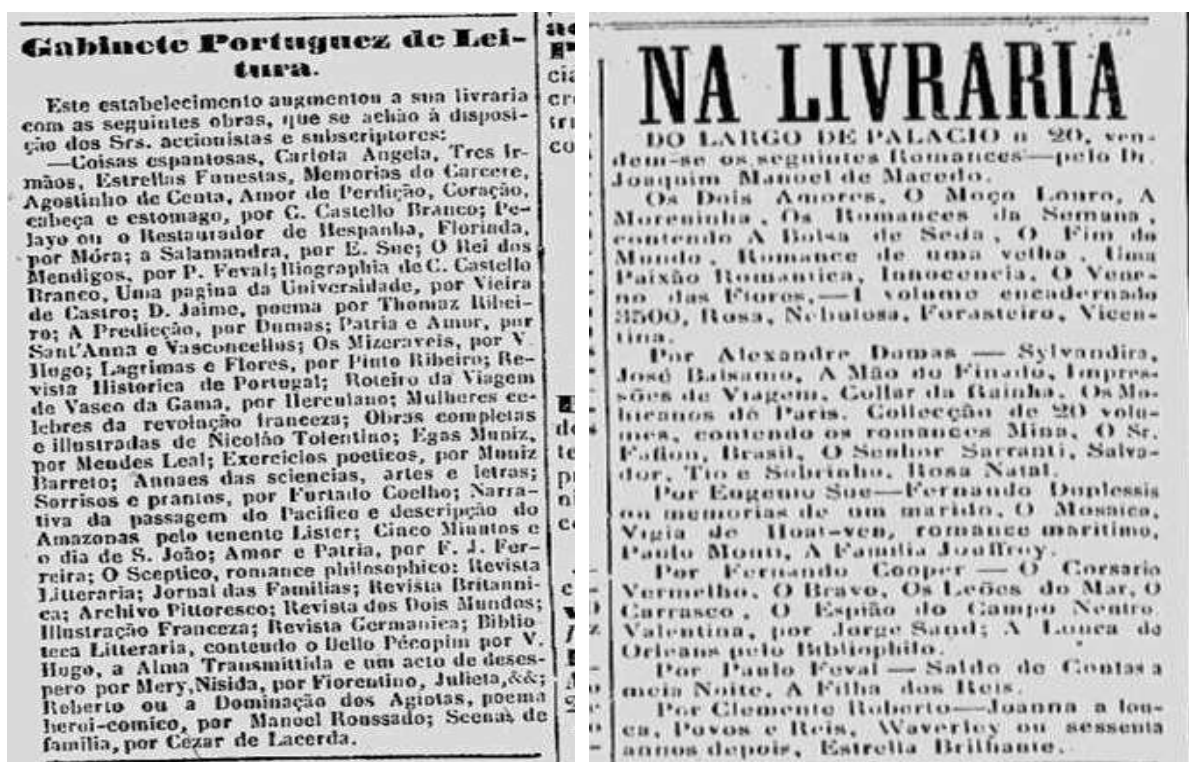 Gabinete Portuguez de Lei-
tura.
Este estabelecimento augmentou a sua livraria
com as seguintes obras, que se achão à disposi-
ção dos Srs. accionistas e subscriptores:
—Coisas espantosas, Carlota Angela, Tres Ir-
mãos, Estrellas Funestas, Memorias do Carcere,
Agostinho de Ceuta, Amor de Perdição, Coração,
cabeça e estomago, por C. Castello Branco; Pe-
layo ou o Restaurador de Hespanha, Florinda,
por Móra; a Salamandra, por E. Sue; O Rei dos
Mendigos, por P. Feval; Biographia de C. Castello
Branco, Uma pagina da Universidade, por Vieira
de Castro; D. Jaime, poema por Thomaz Ribei-
ro; A Predicção, por Dumas; Patria e Amor, por
Sant'Anna e Vasconcellos; Os Mizeraveis, por V.
Hugo; Lagrimas e Flores, por Pinto Ribeiro; Re-
vista Historica de Portugal; Roteiro da Viagem
de Vasco da Gama, por Herculano; Mulheres ce-
lebres da revolução franceza; Obras completas
e illustradas de Nicoláo Tolentino; Egas Muniz,
por Mendes Leal; Exercicios poeticos, por Muniz
Barreto; Annaes das sciencias, artes e letras;
Sorrisos e prantos, por Furtado Coelho; Narra-
tiva da passagem do Pacifico e descripção do
Amazonas pelo tenente Lister; Cinco Minutos e
o dia de S. João; Amor e Patria, por F. J. Fer-
reira; O Sceptico, romance philosophico: Revista
Litteraria; Jornal das Familias; Revista Britanni-
ca; Archivo Pittoresco; Revista dos Dois Mundos;
Illustração Franceza; Revista Germanica; Biblio
teca Litteraria, contendo o Bello Pécopim por V.
Hugo, a Alma Transmittida e um acto de deses-
pero por Mery, Nisida, por Fiorentino, Julieta,&&;
Roberto ou a Dominação dos Agiotas, poema
heroi-comico, por Manoel Roussado; Scenas de
familia, por Cezar de Lacerda.
NA LIVRARIA
DO LARGO DE PALACIO n 20, ven-
dem-se os seguintes Romances—pelo Dr.
Joaquim Manoel de Macedo.
Os Dois Amores, O Moço Louro, A
Moreninha, Os Romances da Semana,
contendo A Bolsa de Seda, O Fim do
Mundo, Romance de uma velha, Uma
Paixão Romantica, Innocencia, O Vene-
no das Flores,—1 volume encadernado
3500, Rosa, Nebulosa, Forasteiro, Vicen-
tina.
Por Alexandre Dumas — Sylvandira,
José Balsamo, A Mão do Finado, Impres-
sões de Viagem, Collar da Rainha, Os Mo-
hicanos de Paris. Collecção de 20 volu-
mes, contendo os romances Mina, O Sr.
Brasil, O Senhor Sarranti, Salva-
dor, Tio e Sobrinho, Rosa Natal.
Por Eugenio Sue—Fernando Duplessis
ou memorias de um marido, O Mosaico,
Vigia de romance maritimo,
Paulo A Familia Jouffroy.
Por Fernando Cooper — O Corsario
Vermelho, O Bravo, Os Leões do Mar, O
Carrasco, O Espião do Campo Neutro
Valentina, por Jorge Sand; A Louca de
Orleans pelo Bibliophilo.
Por Paulo Feval — Saldo de Contas a
meia Noite, A Filha dos Reis.
Por Clemente Roberto—Joanna a lou-
ca, Povos e Reis, Waverley ou sessenta
annos depois, Estrella Brilhante.